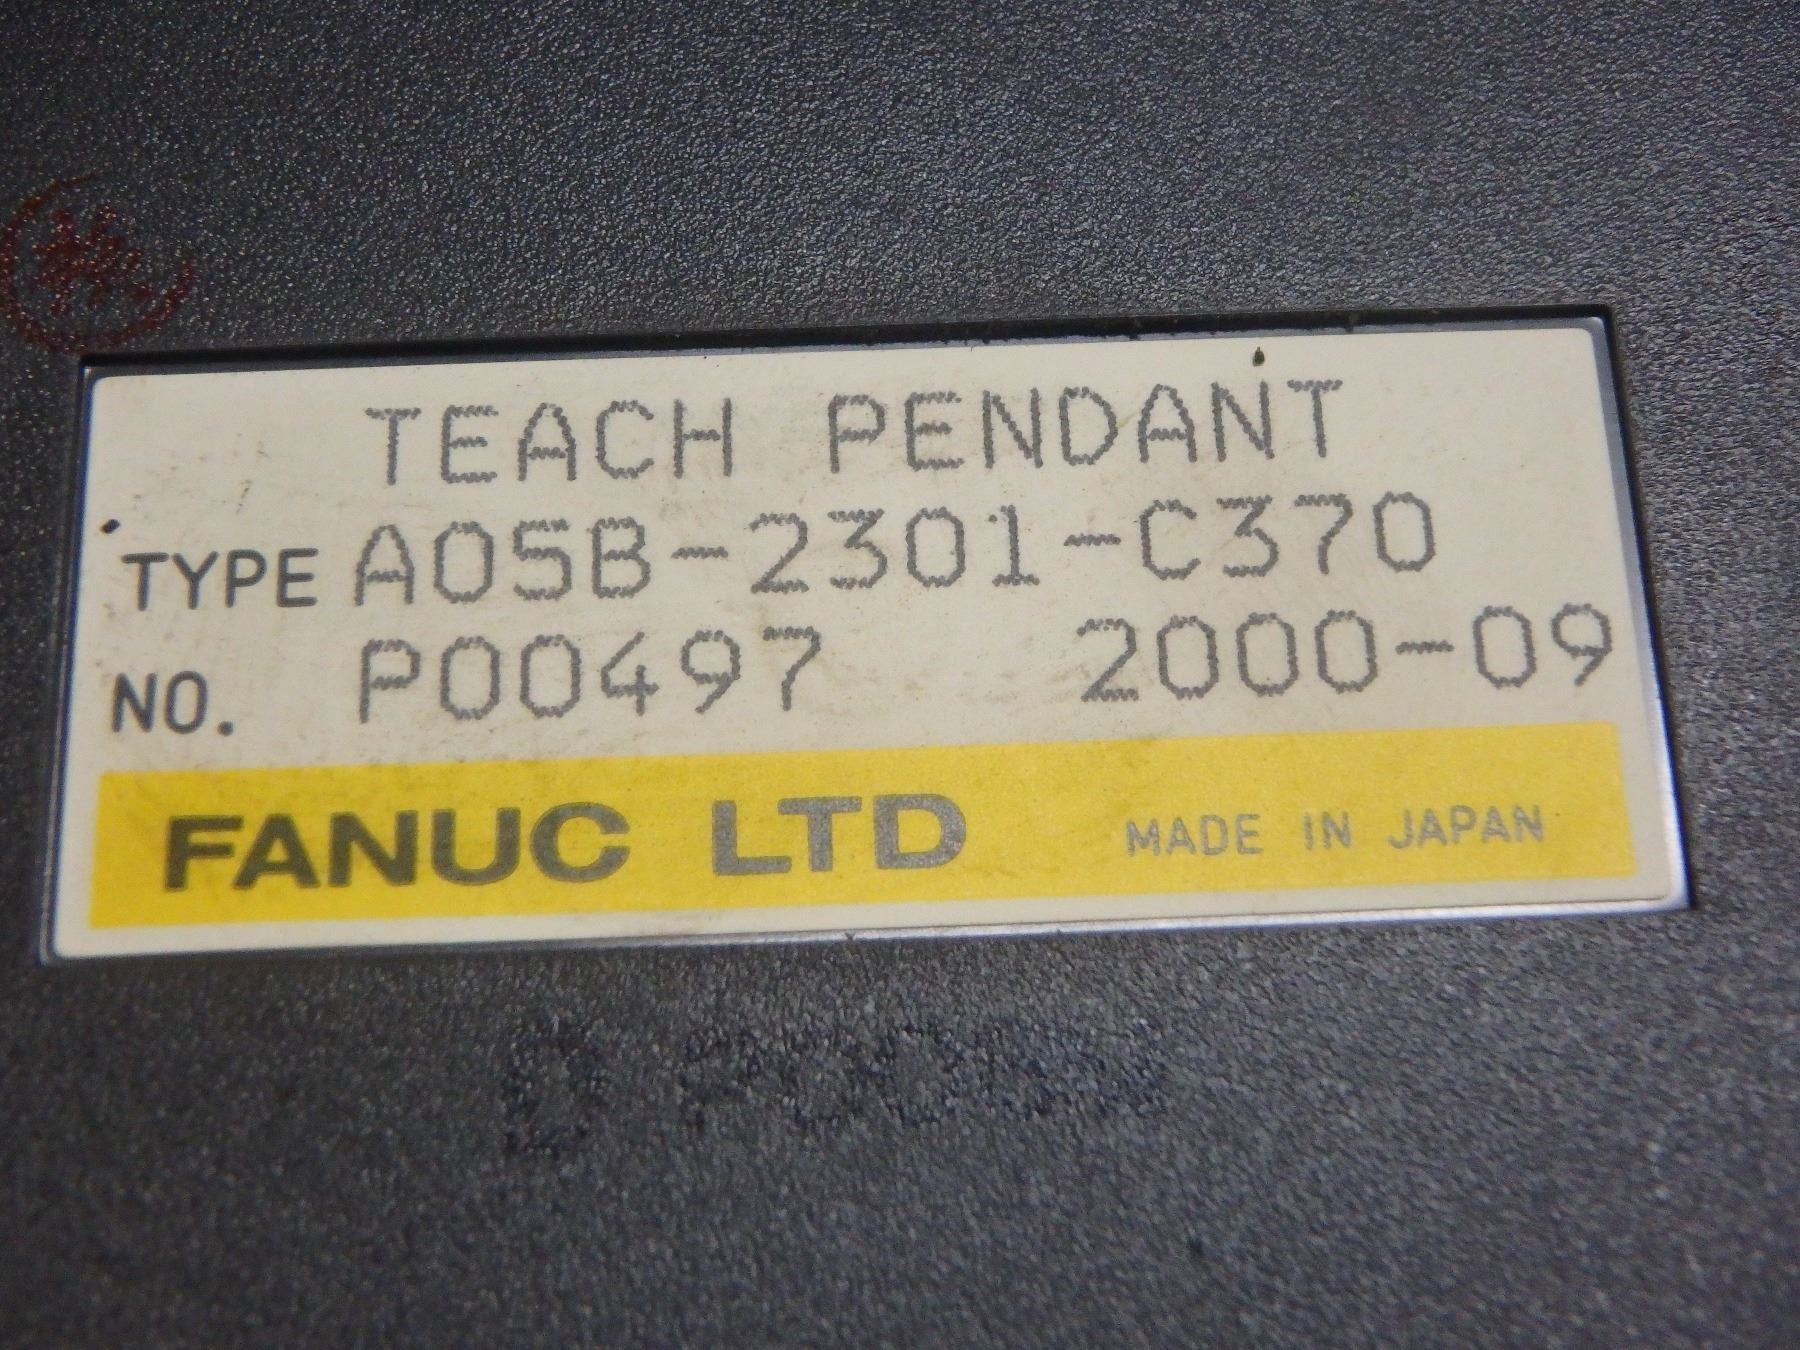 TEACH PENDANT
TYPE A05B-2301-C370
NO. P00497 2000-09
FANUC LTD MADE IN JAPAN